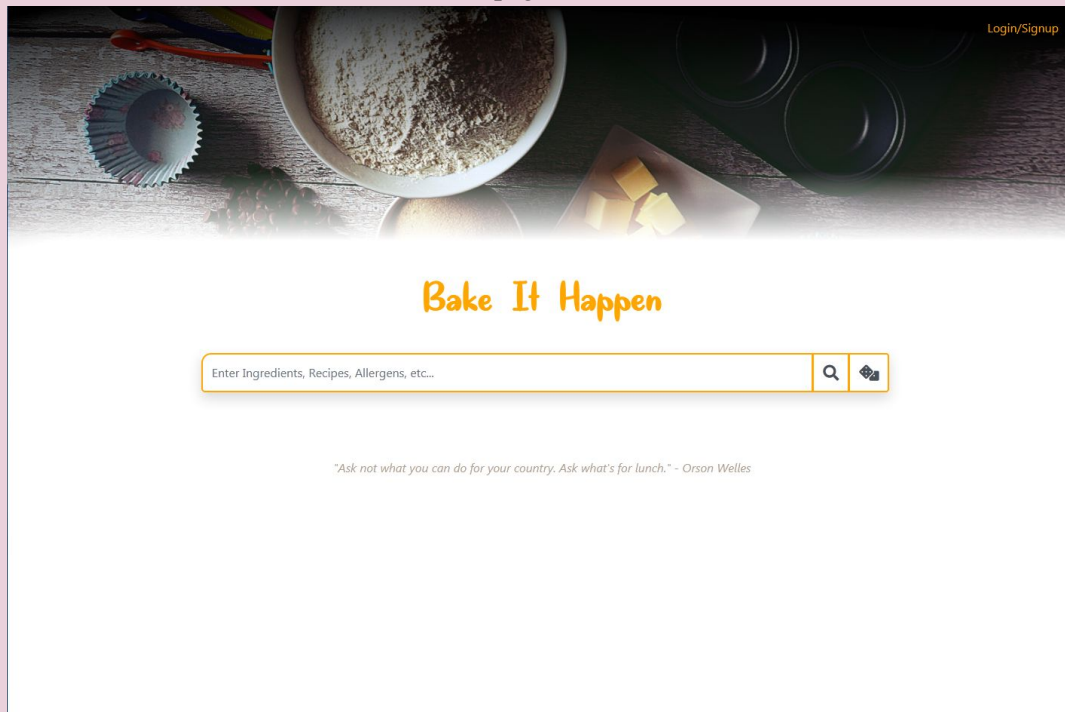 Login/Signup
Bake It Happen
Enter Ingredients, Recipes, Allergens, etc...
"Ask not what you can do for your country. Ask what's for lunch." - Orson Welles